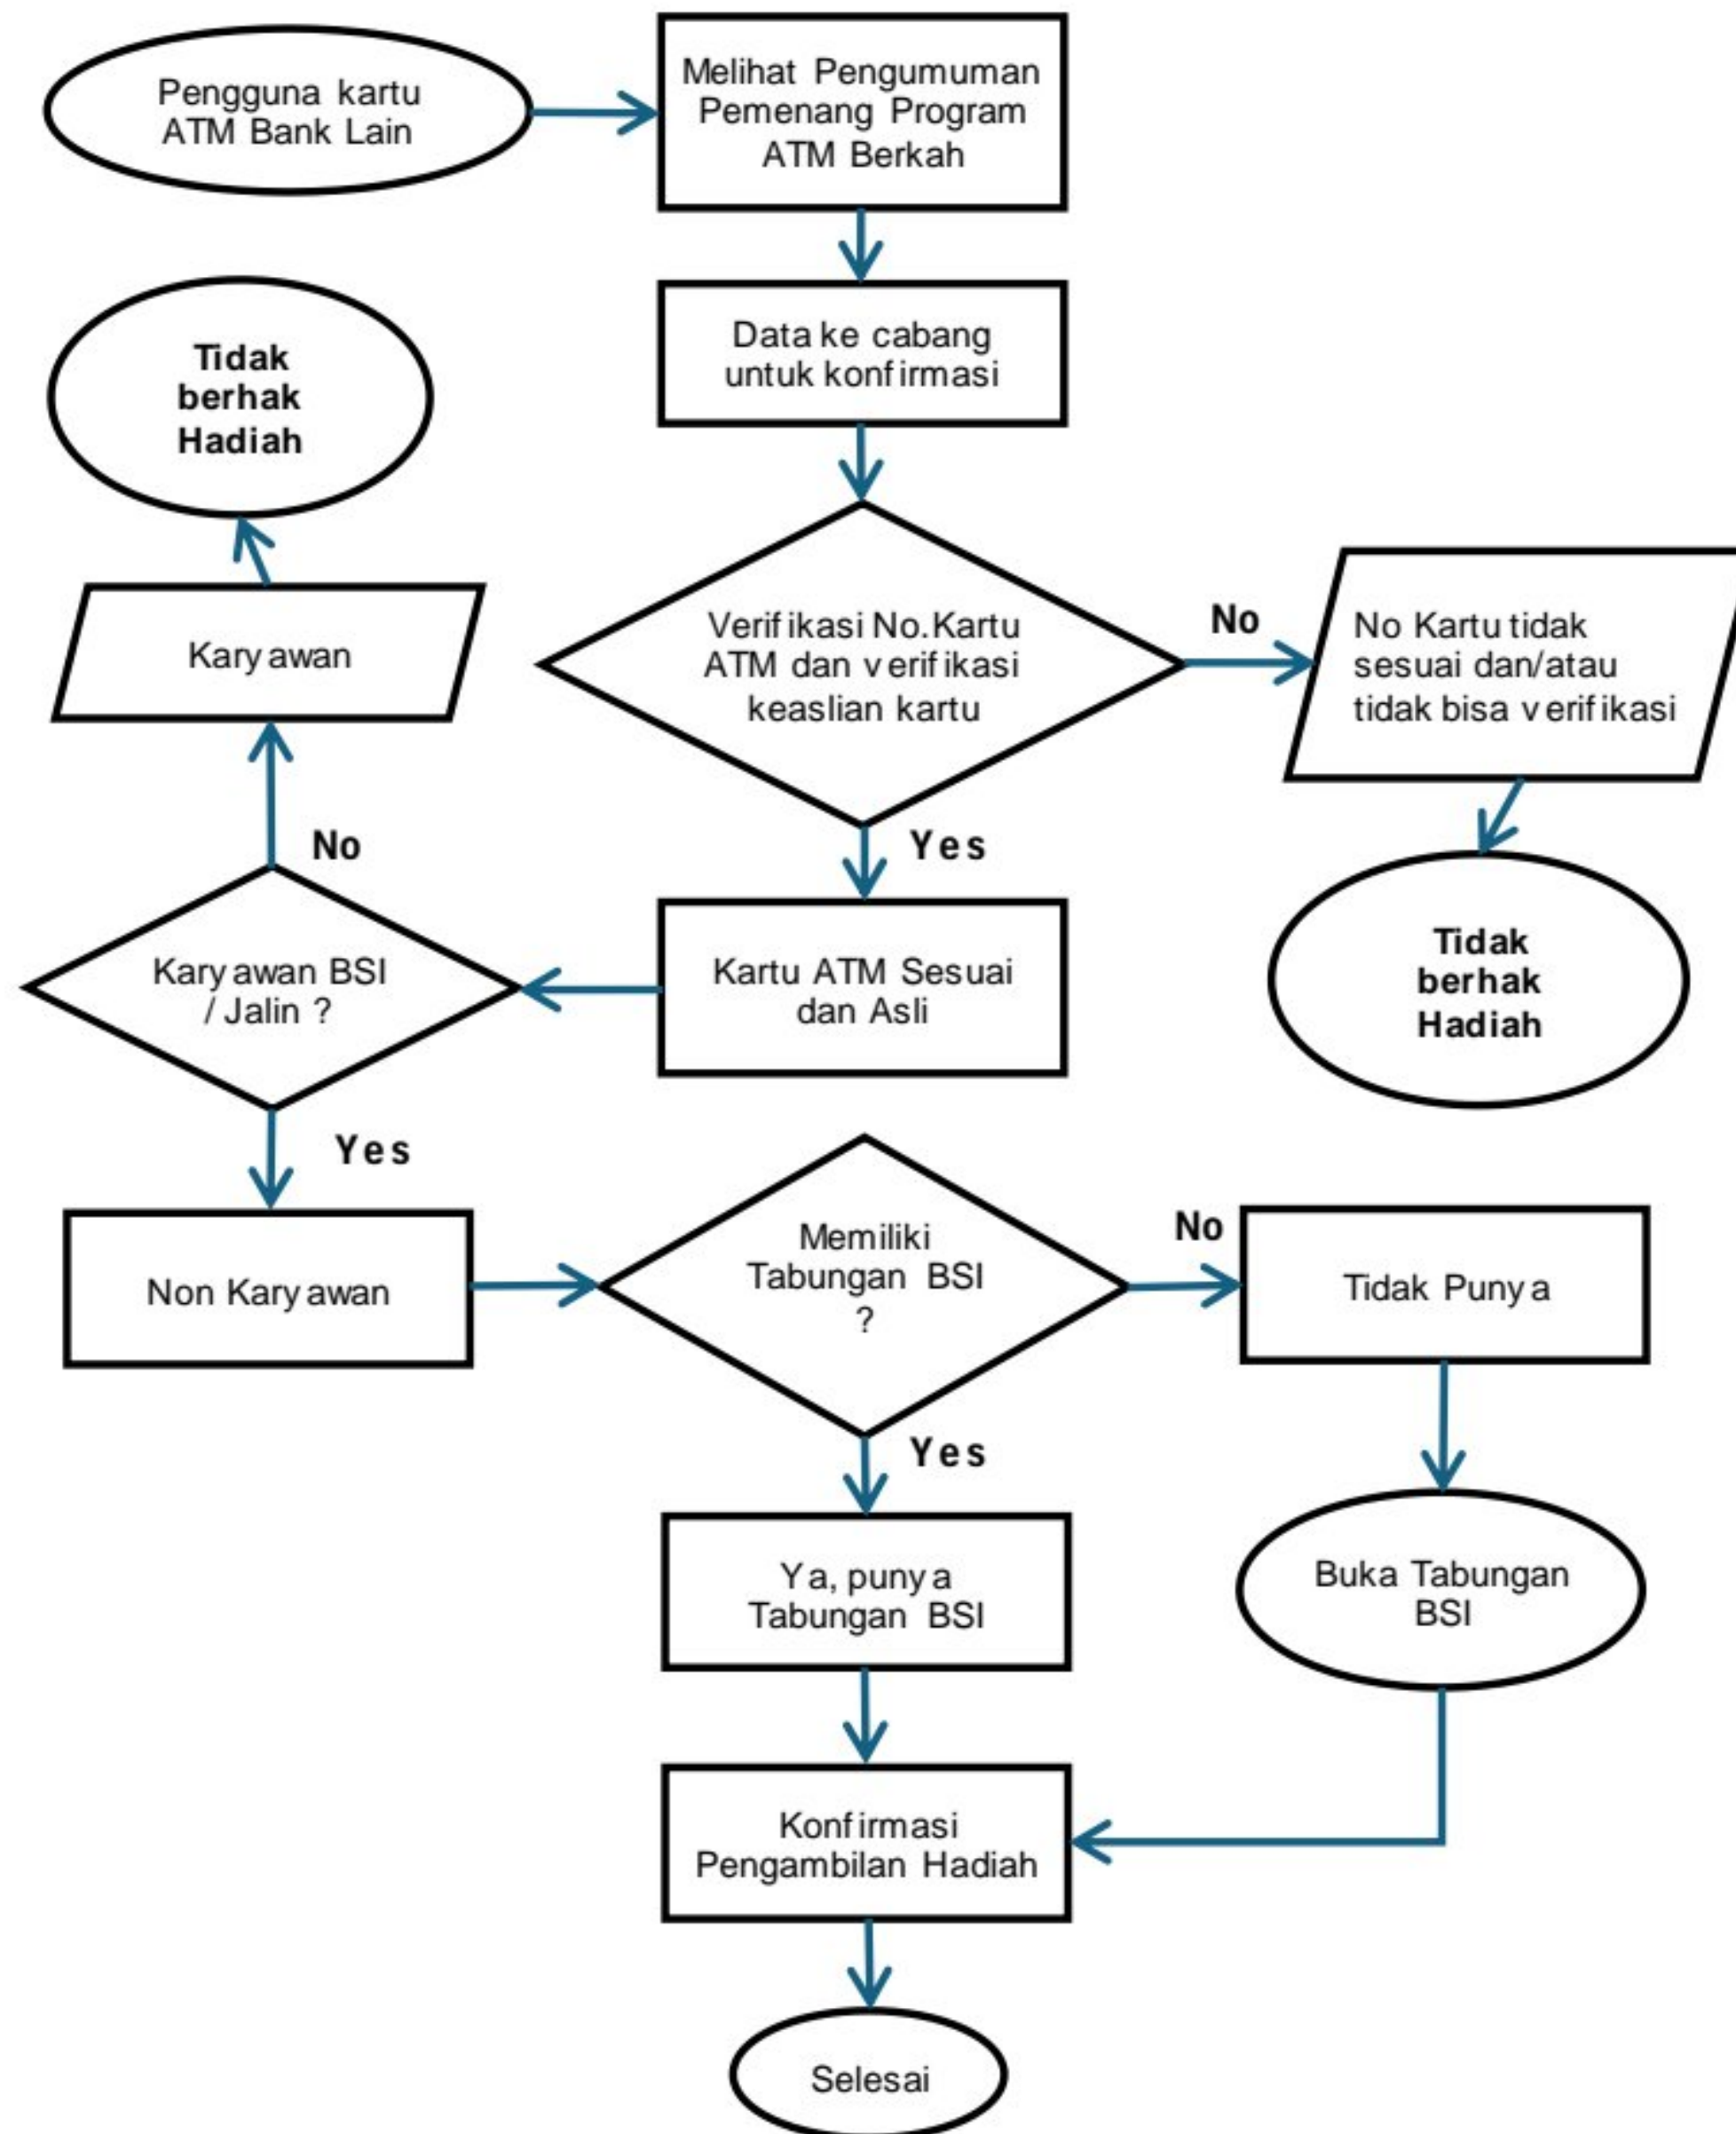 Pengguna kartu
ATM Bank Lain
Melihat Pengumuman
Pemenang Program
ATM Berkah
Data ke cabang
untuk konfirmasi
Tidak
berhak
Hadiah
Karyawan
Verifikasi No.Kartu
ATM dan verifikasi
keaslian kartu
No
No Kartu tidak
sesuai dan/atau
tidak bisa verifikasi
Yes
No
Karyawan BSI
/ Jalin ?
Kartu ATM Sesuai
dan Asli
Tidak
berhak
Hadiah
Yes
Non Karyawan
Memiliki
Tabungan BSI
?
No
Tidak Punya
Yes
Ya, punya
Tabungan BSI
Buka Tabungan
BSI
Konfirmasi
Pengambilan Hadiah
Selesai